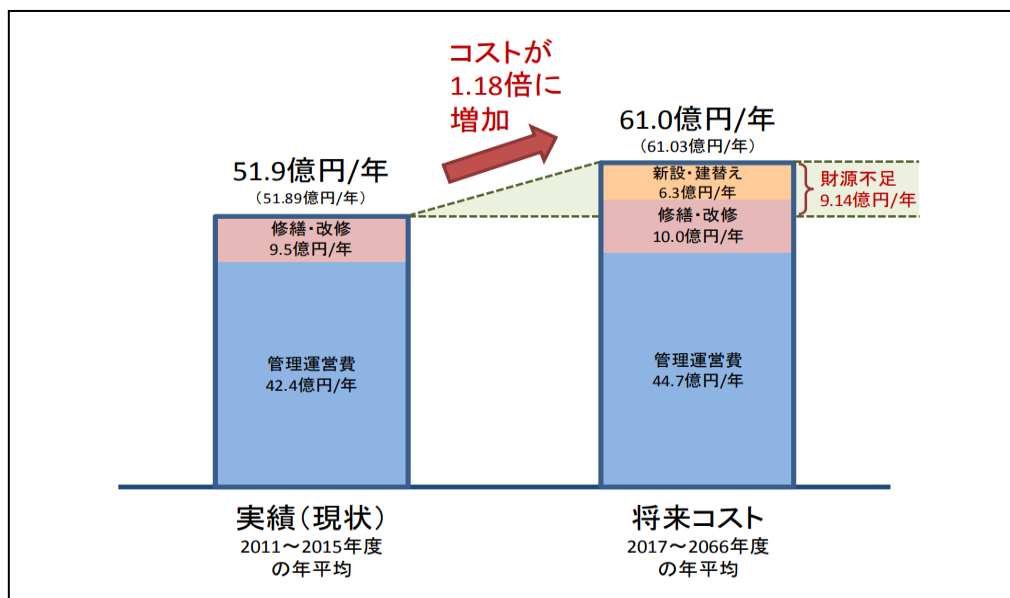 コストが
1.18倍に
増加
51.9億円/年
（51.89億円/年）
修繕・改修
9.5億円/年
管理運営費
42.4億円/年
実績（現状）
2011～2015年度
の年平均
61.0億円/年
（61.03億円/年）
新設・建替え
6.3億円/年
修繕・改修
10.0億円/年
管理運営費
44.7億円/年
将来コスト
2017～2066年度
の年平均
財源不足
9.14億円/年